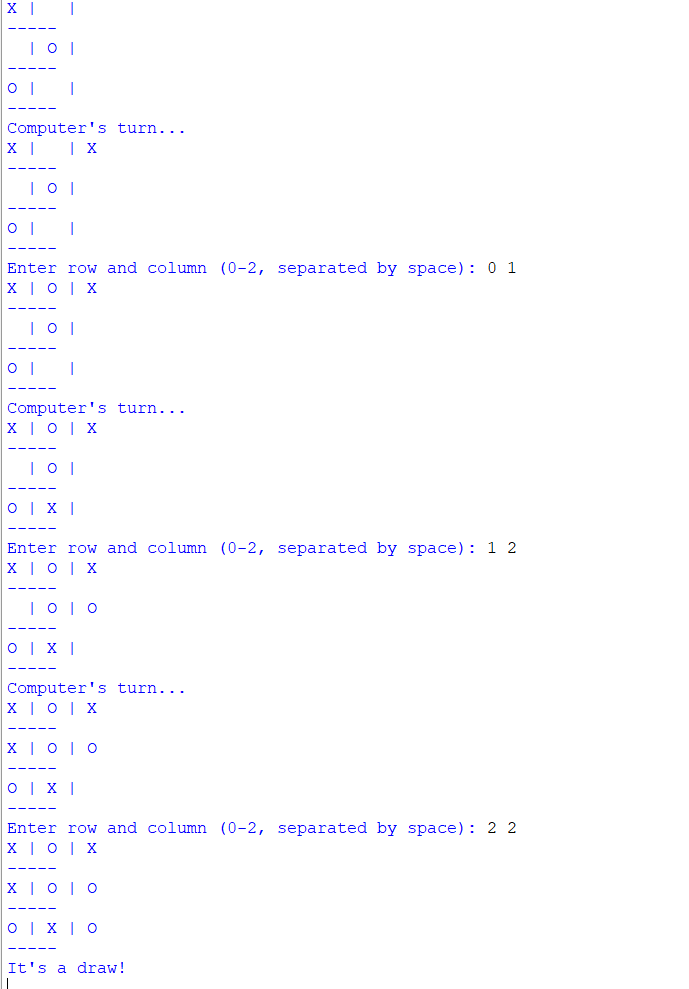 X |   |
-----
  | O |
-----
O |   |
-----
Computer's turn...
X |   | X
-----
  | O |
-----
O |   |
-----
Enter row and column (0-2, separated by space): 0 1
X | O | X
-----
  | O |
-----
O |   |
-----
Computer's turn...
X | O | X
-----
  | O |
-----
O | X |
-----
Enter row and column (0-2, separated by space): 1 2
X | O | X
-----
  | O | O
-----
O | X |
-----
Computer's turn...
X | O | X
-----
X | O | O
-----
O | X |
-----
Enter row and column (0-2, separated by space): 2 2
X | O | X
-----
X | O | O
-----
O | X | O
-----
It's a draw!